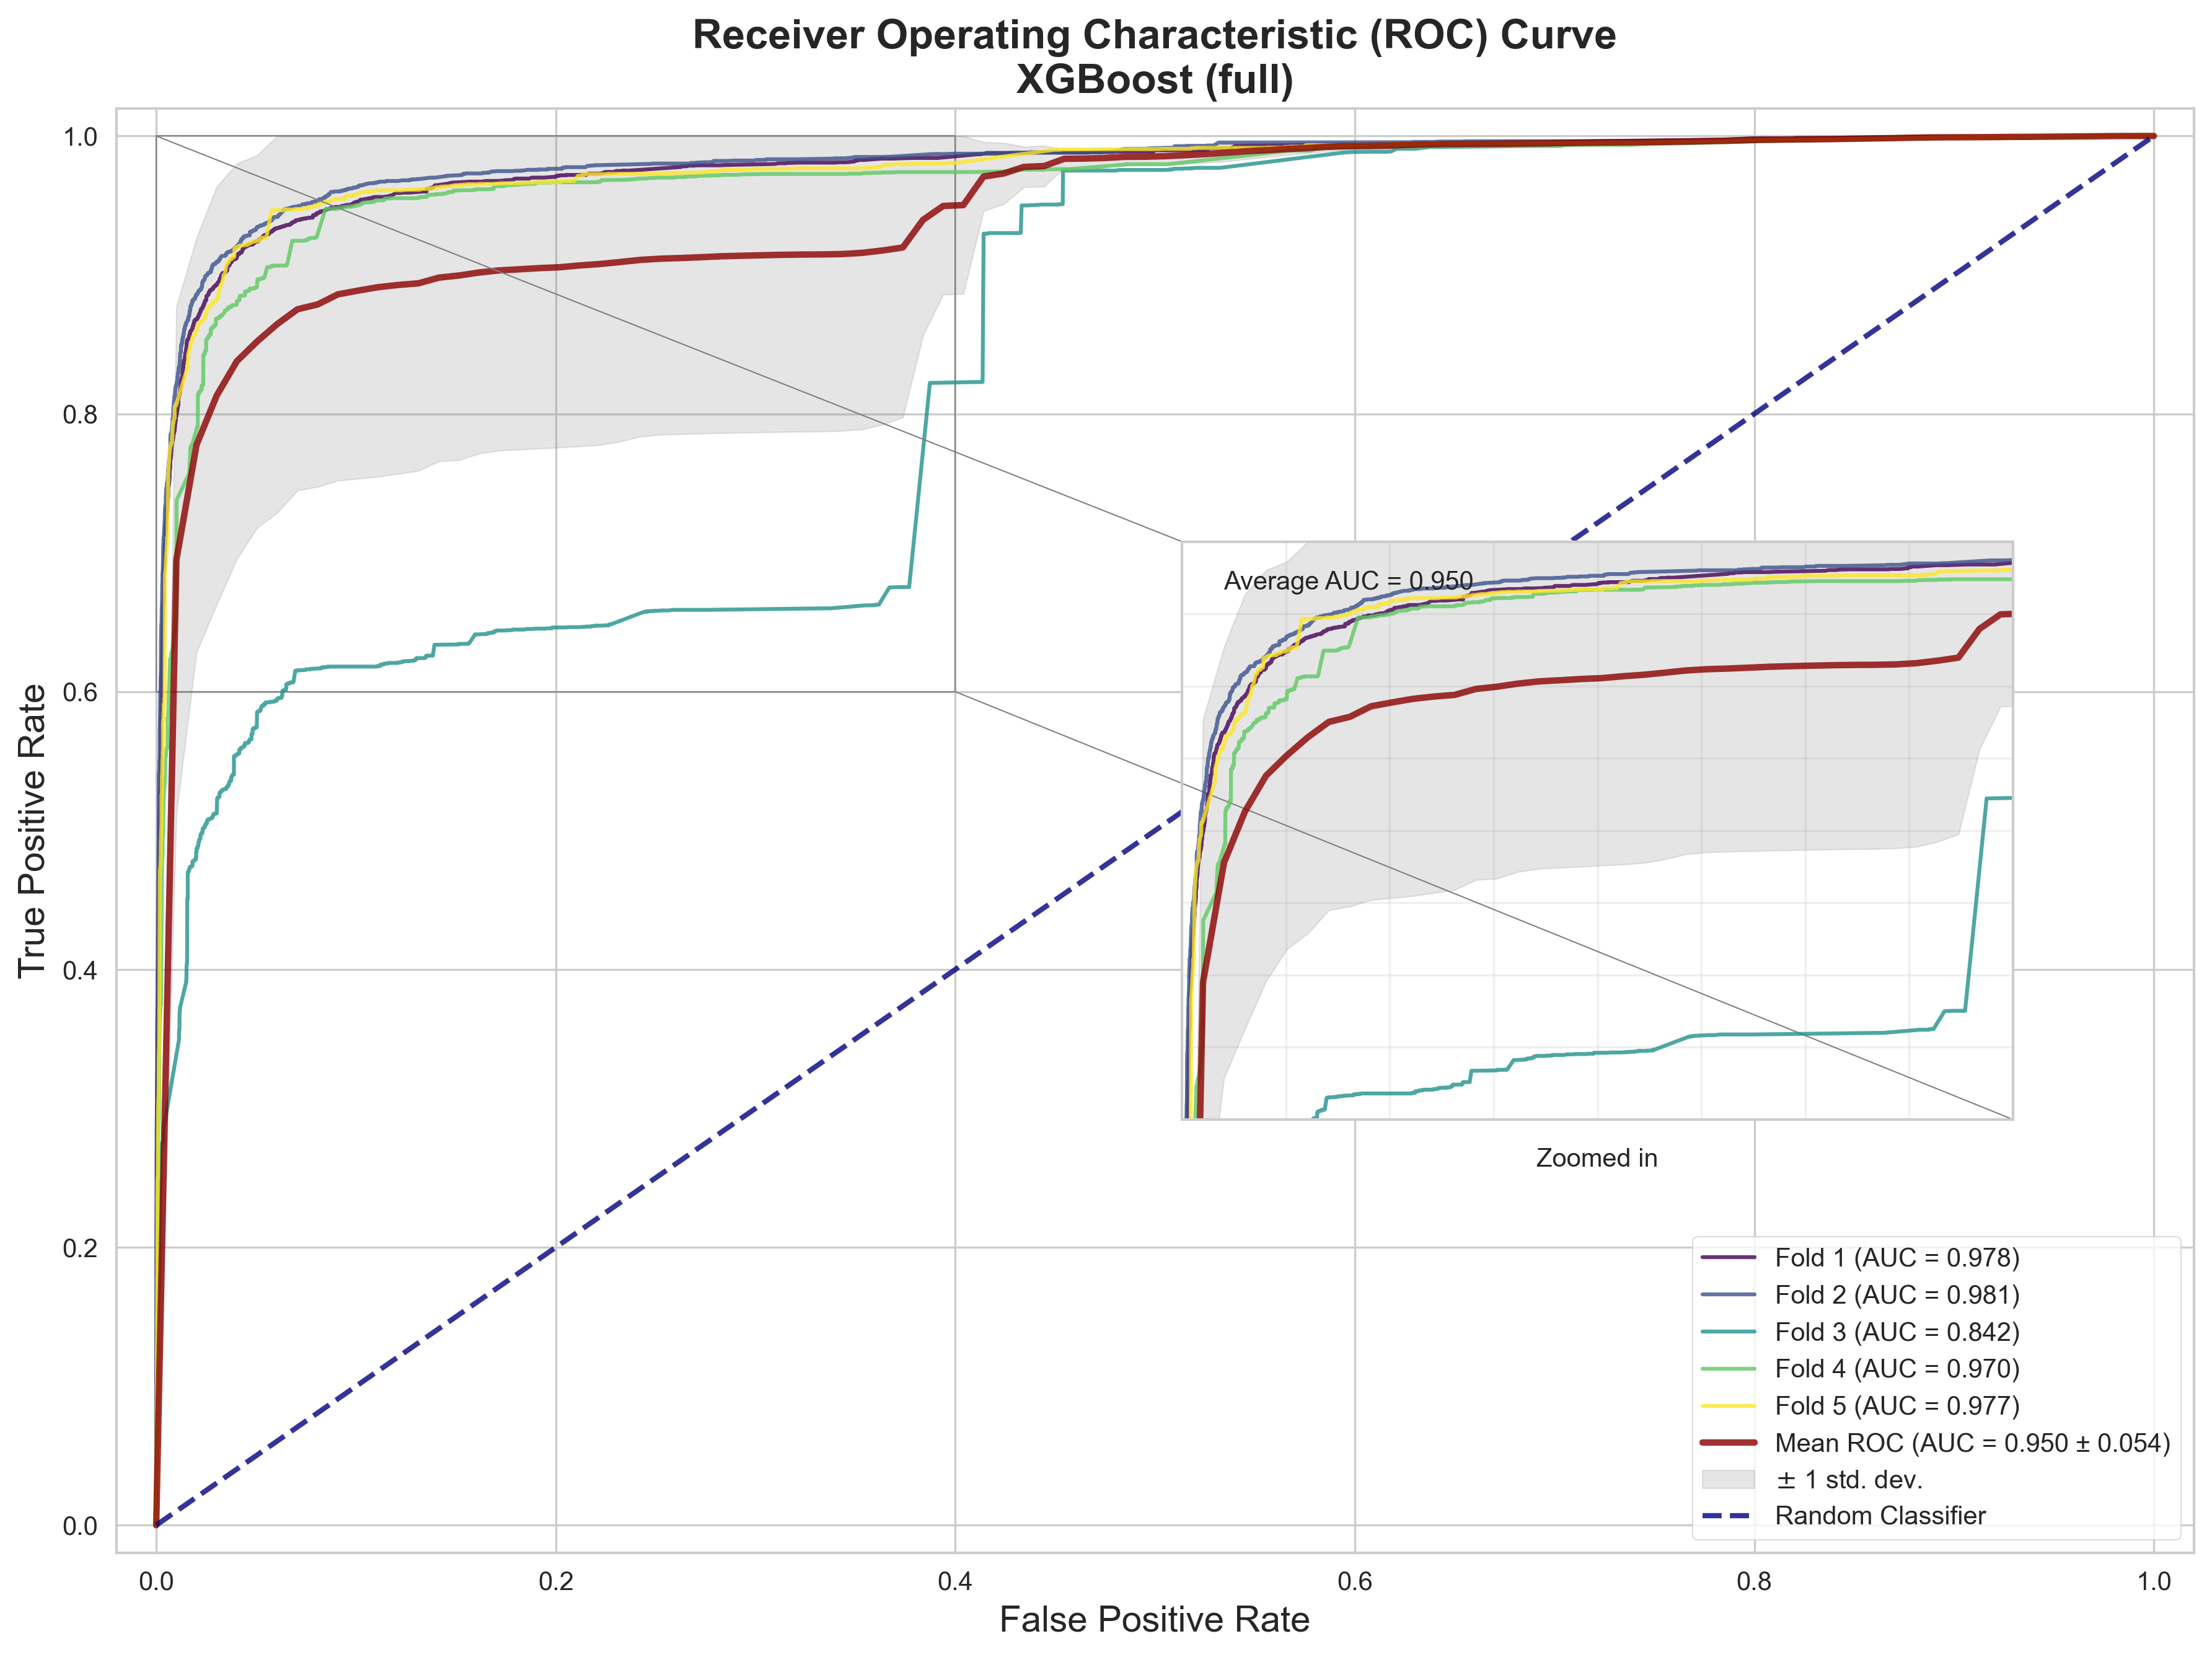 Receiver Operating Characteristic (ROC) Curve
XGBoost (full)
True Positive Rate
1.0
0.8
0.6
0.4
0.2
0.0
Average AUC = 0.950
Zoomed in
Fold 1 (AUC = 0.978)
Fold 2 (AUC = 0.981)
Fold 3 (AUC = 0.842)
Fold 4 (AUC = 0.970)
Fold 5 (AUC = 0.977)
Mean ROC (AUC = 0.950 ± 0.054)
± 1 std. dev.
Random Classifier
0.0 0.2 0.4 0.6 0.8 1.0
False Positive Rate